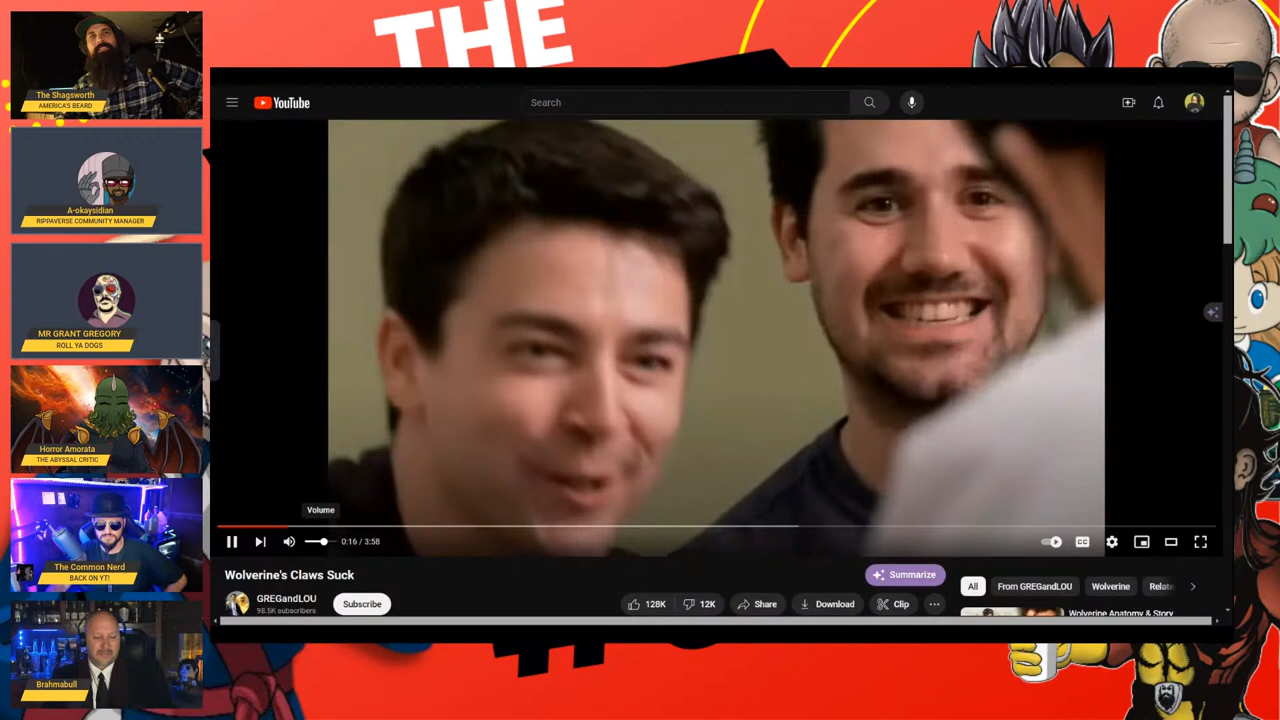 THE
The Shagsworth
AMERICA'S BEARD
A-okaysidian
RIPPAVERSE COMMUNITY MANAGER
MR GRANT GREGORY
ROLL YA DOGS
Horror Amorata
THE ABYSSAL CRITIC
The Common Nerd
BACK ON YT!
Brahmabull
YouTube
Search
Volume
0:16 / 3:58
CC
Wolverine's Claws Suck
Summarize
GREGandLOU
98.5K subscribers
Subscribe
128K
12K
Share
Download
Clip
All
From GREGandLOU
Wolverine
Relate
Wolverine Anatomy & Story